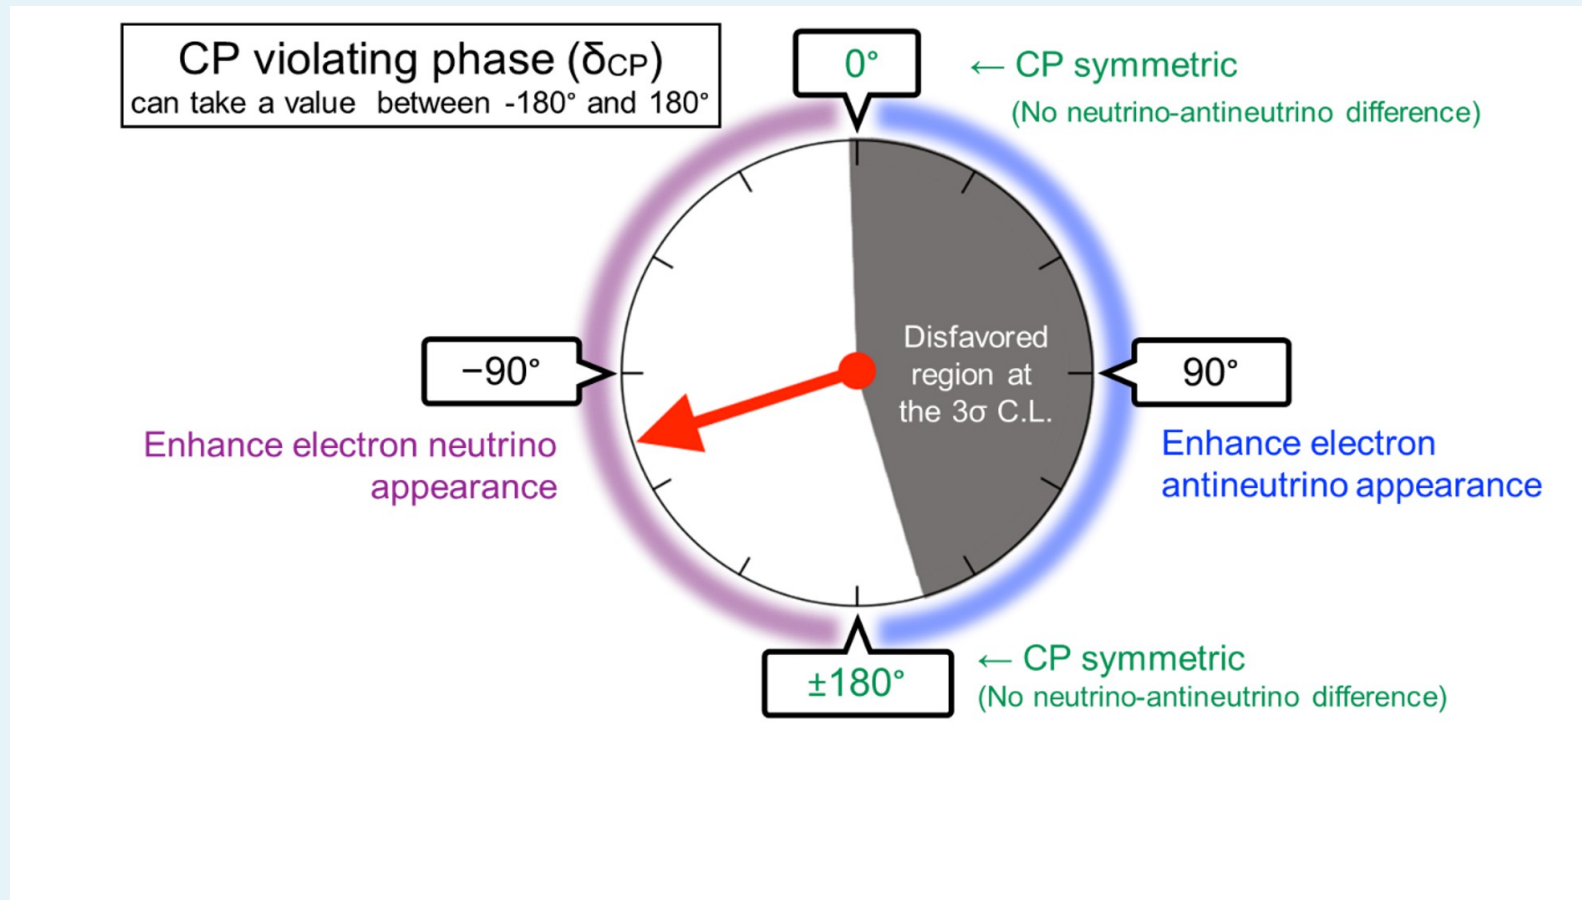 CP violating phase (δCP)
can take a value between -180° and 180°
0°
← CP symmetric
(No neutrino-antineutrino difference)
−90°
Disfavored
region at
the 3σ C.L.
90°
Enhance electron neutrino
appearance
Enhance electron
antineutrino appearance
±180°
← CP symmetric
(No neutrino-antineutrino difference)